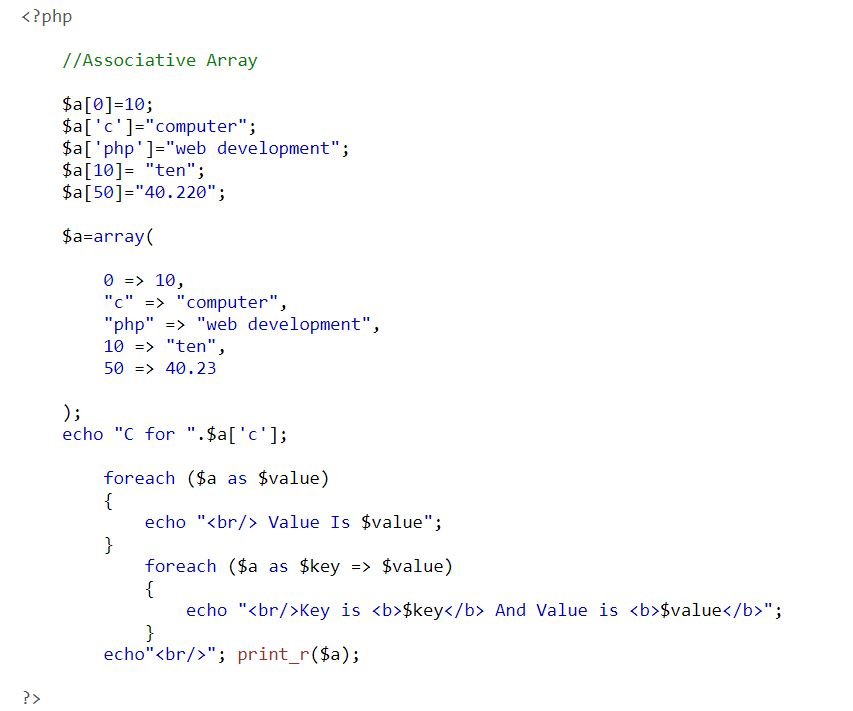 <?php
//Associative Array
$a[0]=10;
$a['c']="computer";
$a['php']="web development";
$a[10]= "ten";
$a[50]="40.220";
$a=array(
0 => 10,
"c" => "computer",
"php" => "web development",
10 => "ten",
50 => 40.23
);
echo "C for ".$a['c'];
foreach ($a as $value)
{
echo "<br/> Value Is $value";
}
foreach ($a as $key => $value)
{
echo "<br/>Key is <b>$key</b> And Value is <b>$value</b>";
}
echo"<br/>"; print_r($a);
?>